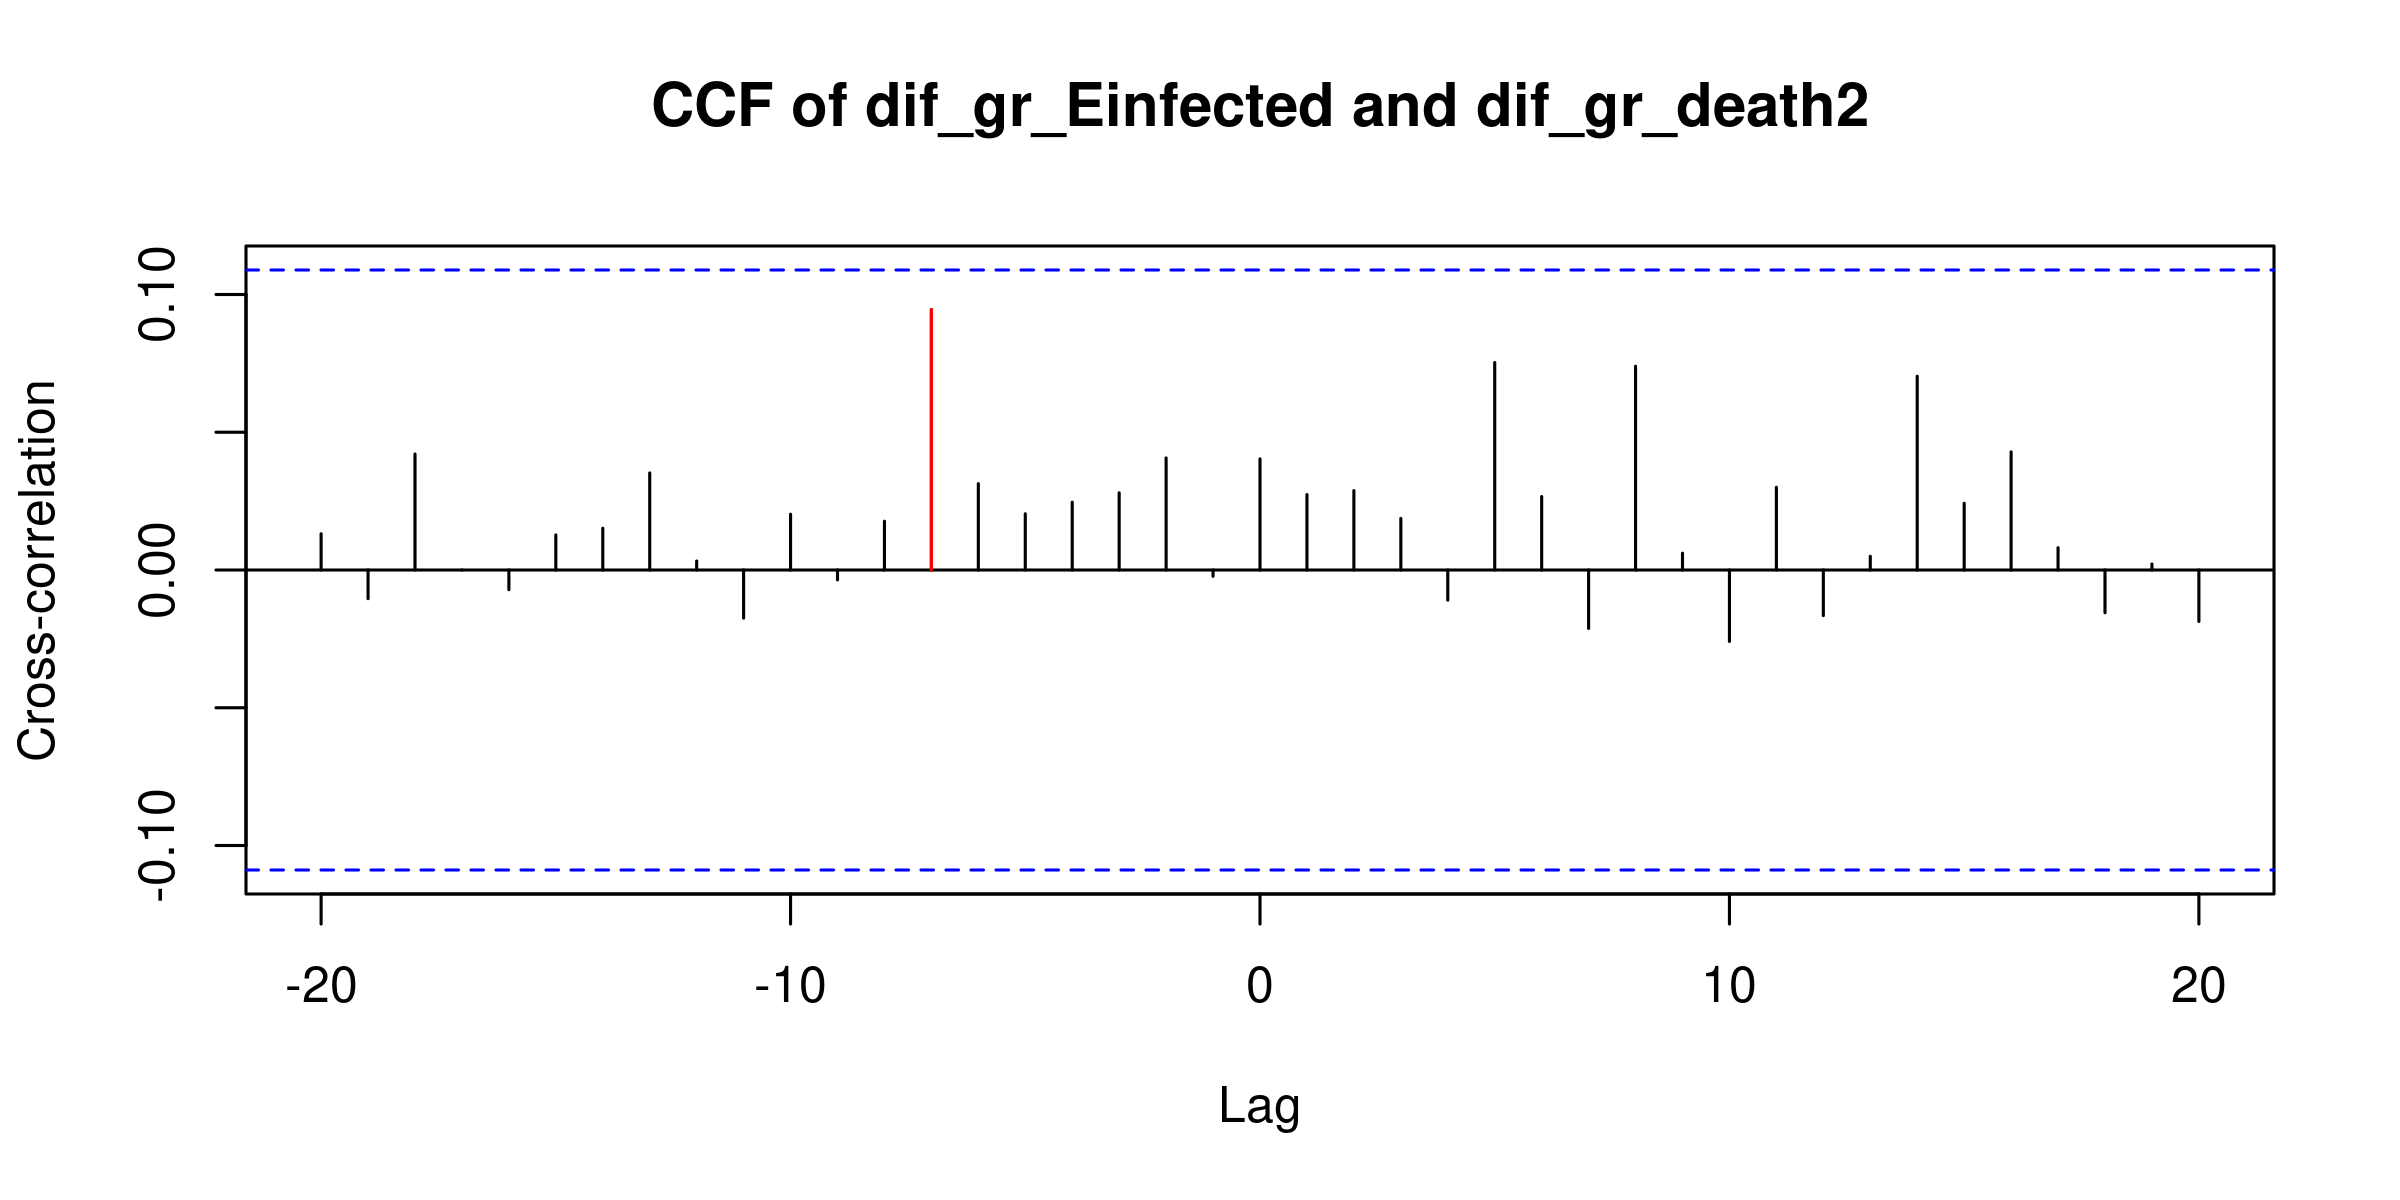 CCF of dif_gr_Einfected and dif_gr_death2
Cross-correlation
0.10
0.00
-0.10
-20 -10 0 10 20
Lag